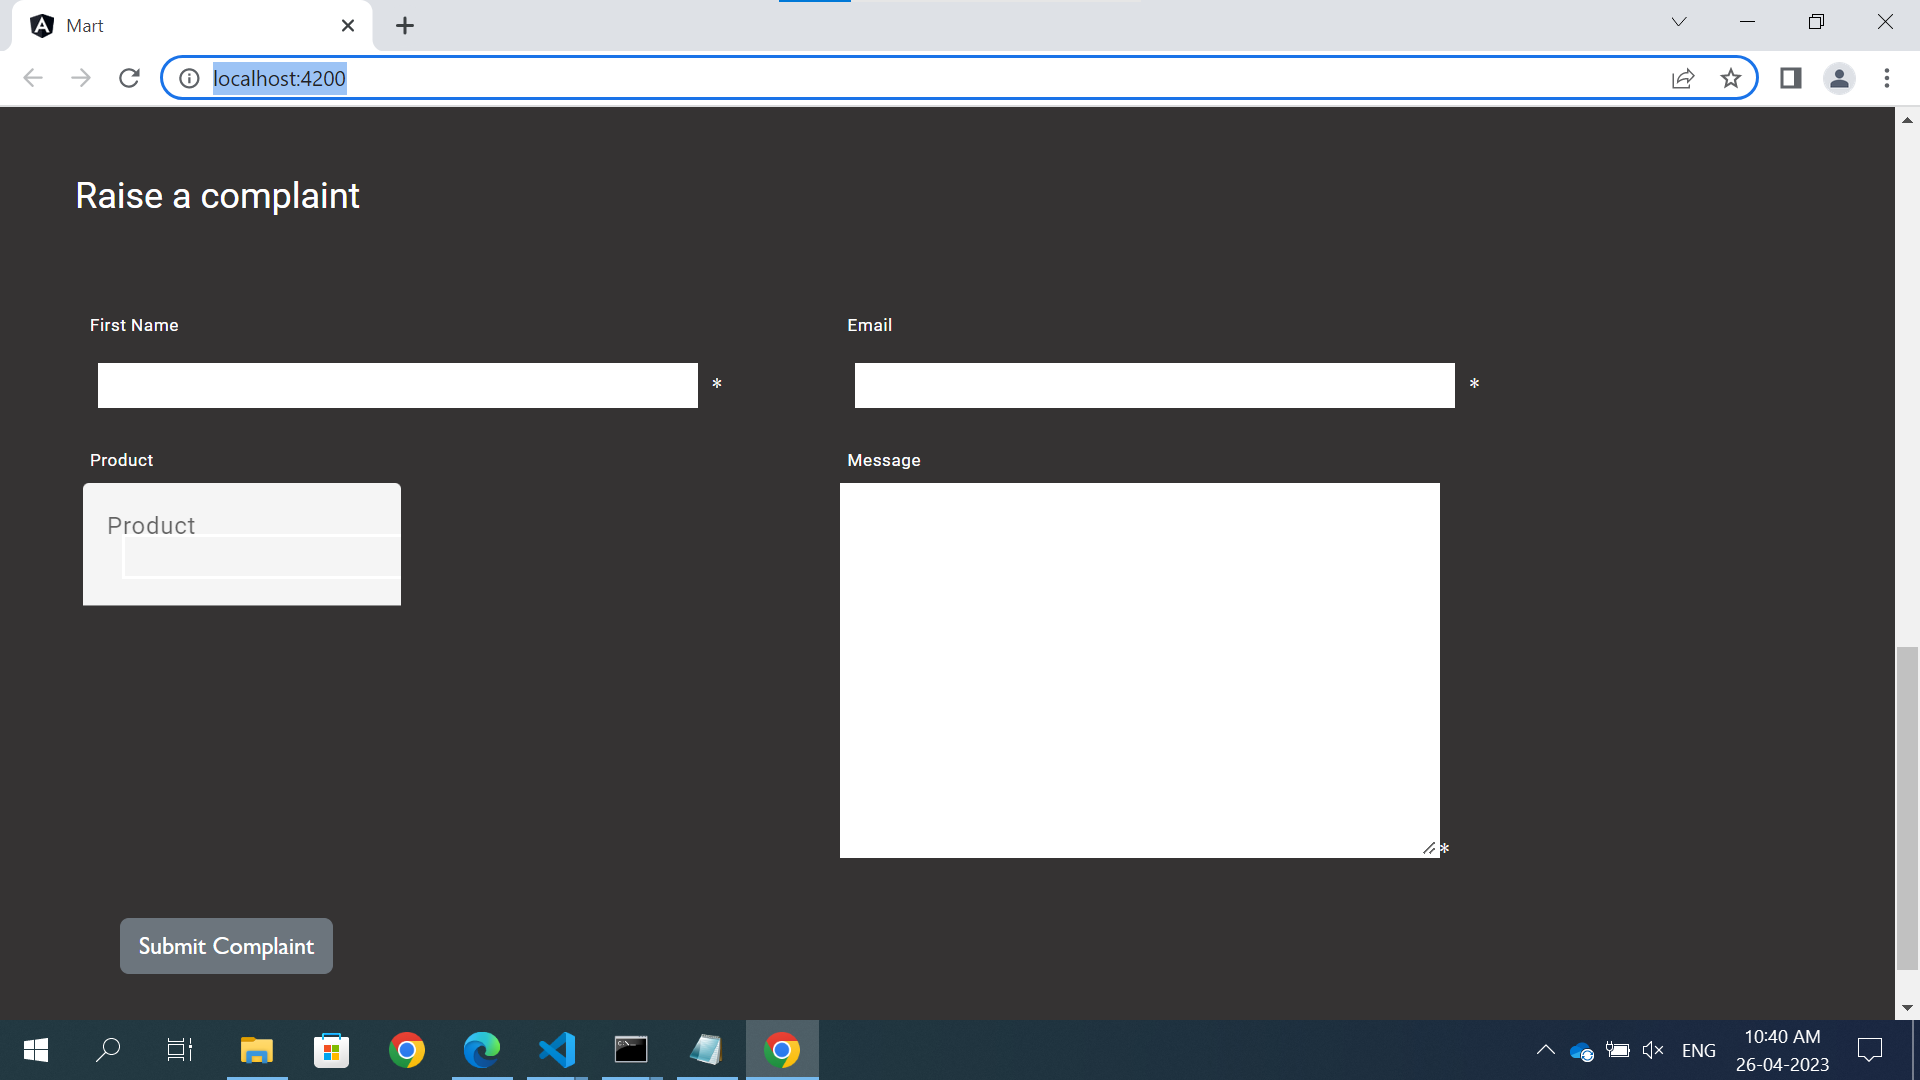 Mart
localhost:4200
Raise a complaint
First Name
Email
*
*
Product
Message
Product
*
Submit Complaint
ENG
10:40 AM
26-04-2023